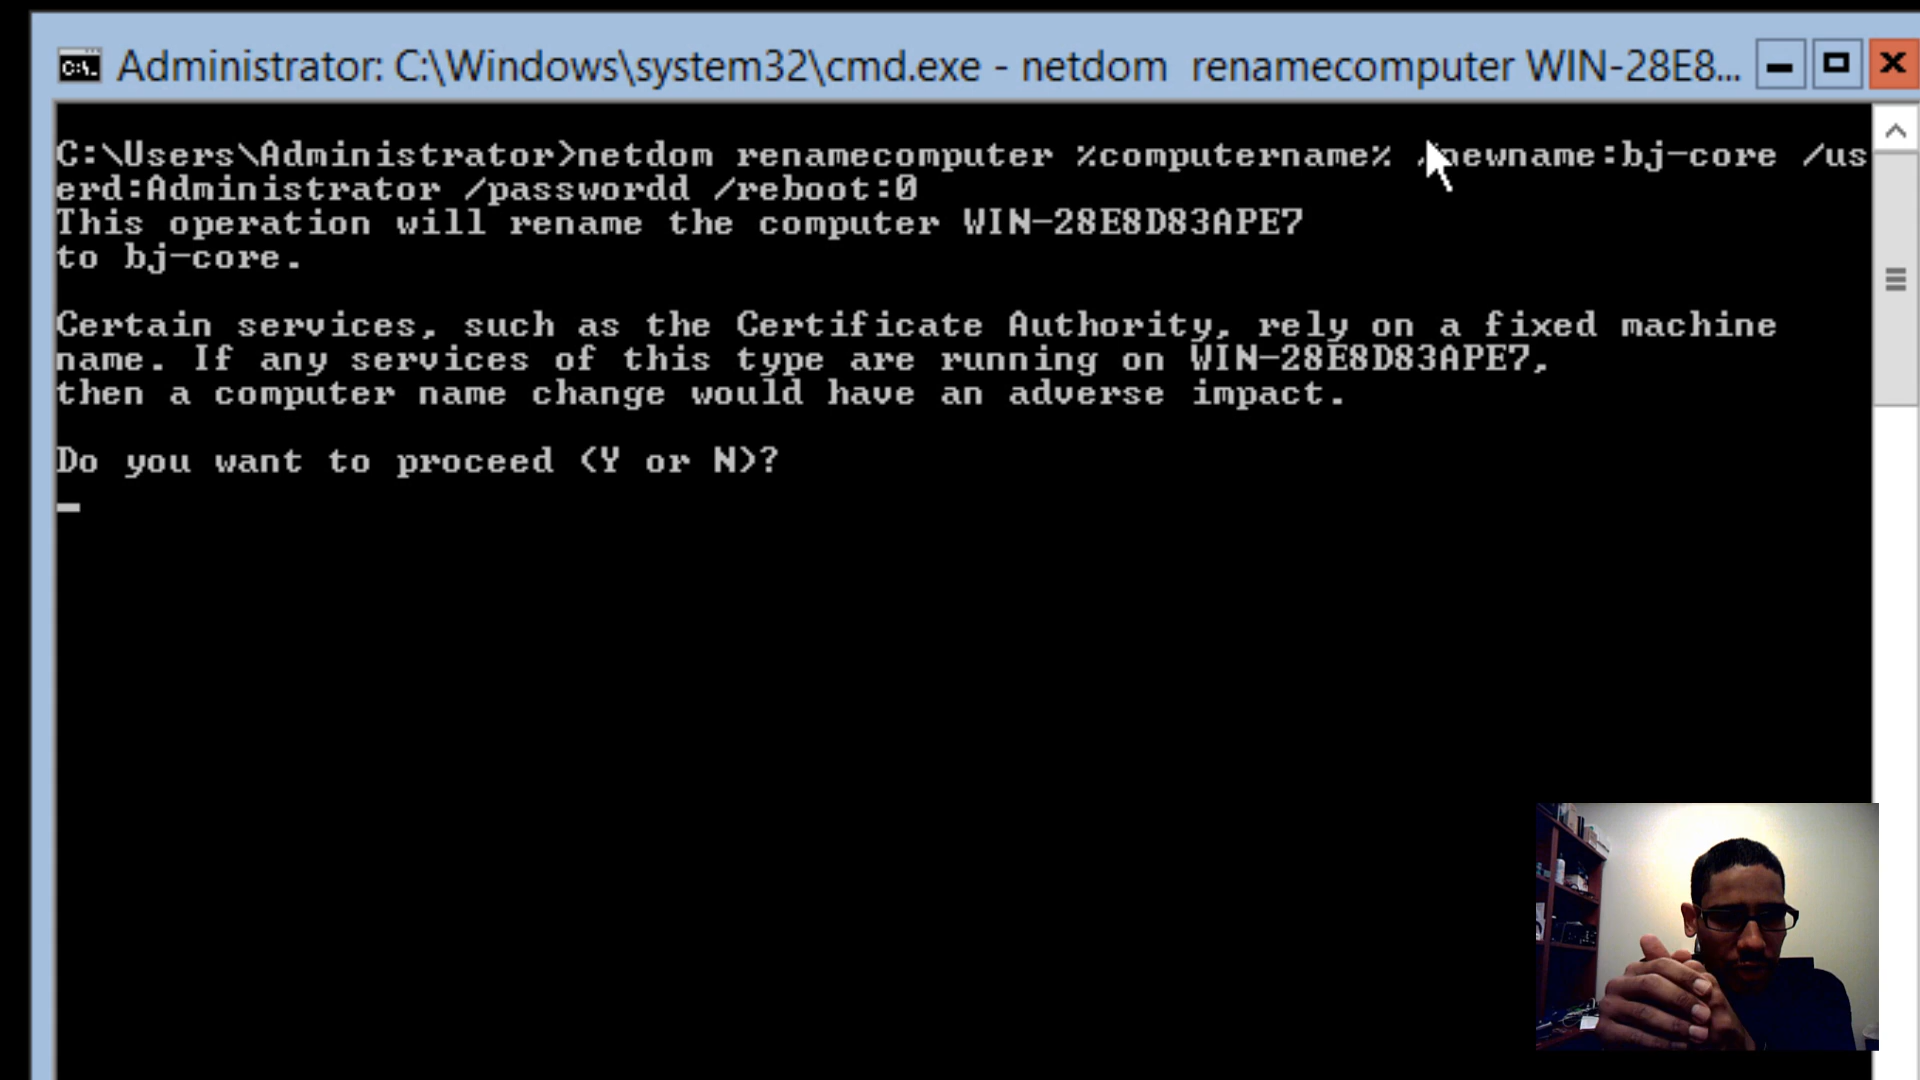 Administrator: C:\Windows\system32\cmd.exe - netdom renamecomputer WIN-28E8...
C:\Users\Administrator>netdom renamecomputer %computername% /newname:bj-core /us
erd:Administrator /passwordd /reboot:0
This operation will rename the computer WIN-28E8D83APE7
to bj-core.
Certain services, such as the Certificate Authority, rely on a fixed machine
name. If any services of this type are running on WIN-28E8D83APE7,
then a computer name change would have an adverse impact.
Do you want to proceed (Y or N)?